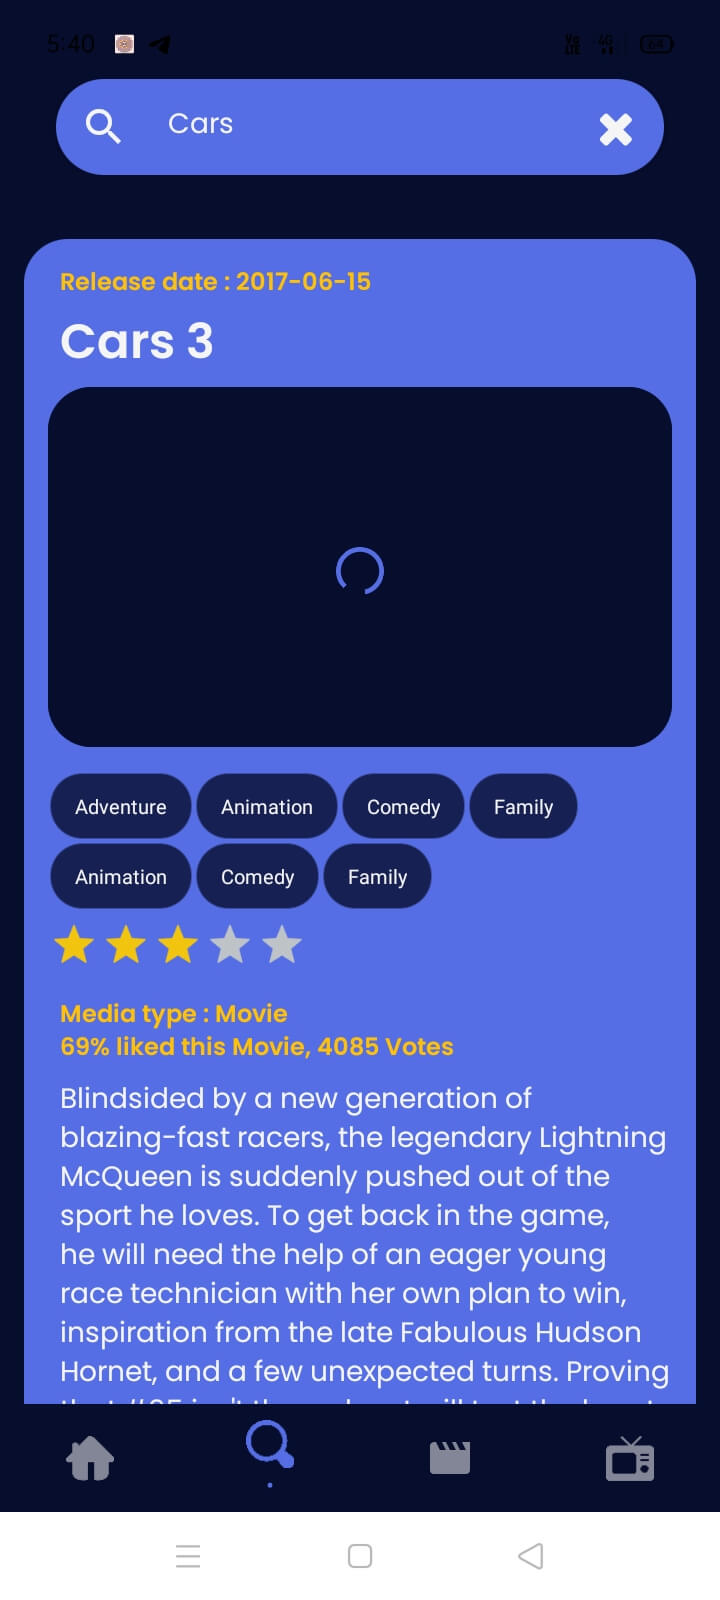 5:40
Vo LTE 4G 64
Cars
Release date : 2017-06-15
Cars 3
Adventure Animation Comedy Family
Animation Comedy Family
Media type : Movie
69% liked this Movie, 4085 Votes
Blindsided by a new generation of
blazing-fast racers, the legendary Lightning
McQueen is suddenly pushed out of the
sport he loves. To get back in the game,
he will need the help of an eager young
race technician with her own plan to win,
inspiration from the late Fabulous Hudson
Hornet, and a few unexpected turns. Proving